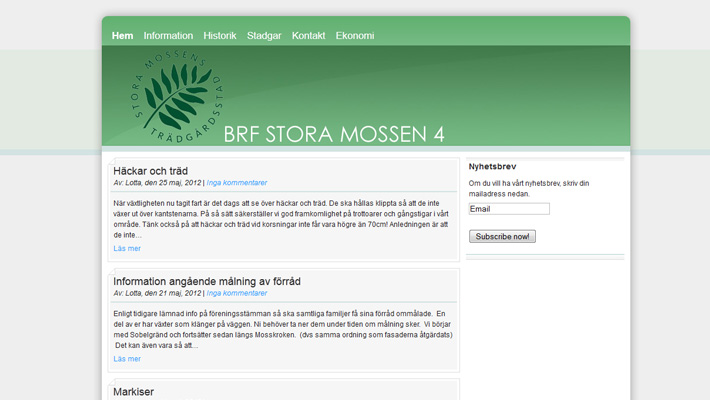 Hem Information Historik Stadgar Kontakt Ekonomi
STORA MOSSENS TRÄDGÅRDSSTAD
BRF STORA MOSSEN 4
Häckar och träd
Av: Lotta, den 25 maj, 2012 | Inga kommentarer
När växtligheten nu tagit fart är det dags att se över häckar och träd. De ska hållas klippta så att de inte
växer ut över kantstenarna. På så sätt säkerställer vi god framkomlighet på trottoarer och gångstigar i vårt
område. Tänk också på att häckar och träd vid korsningar inte får vara högre än 70cm! Anledningen är att
de inte…
Läs mer
Information angående målning av förråd
Av: Lotta, den 21 maj, 2012 | Inga kommentarer
Enligt tidigare lämnad info på föreningsstämman så ska samtliga familjer få sina förråd ommålade. En
del av er har växter som klänger på väggen. Ni behöver ta ner dem under tiden om målning sker. Vi börjar
med Sobelgränd och fortsätter sedan längs Mosskroken. (dvs samma ordning som fasaderna åtgärdats)
Det kan även vara så att…
Läs mer
Markiser
Nyhetsbrev
Om du vill ha vårt nyhetsbrev, skriv din
mailadress nedan.
Email
Subscribe now!